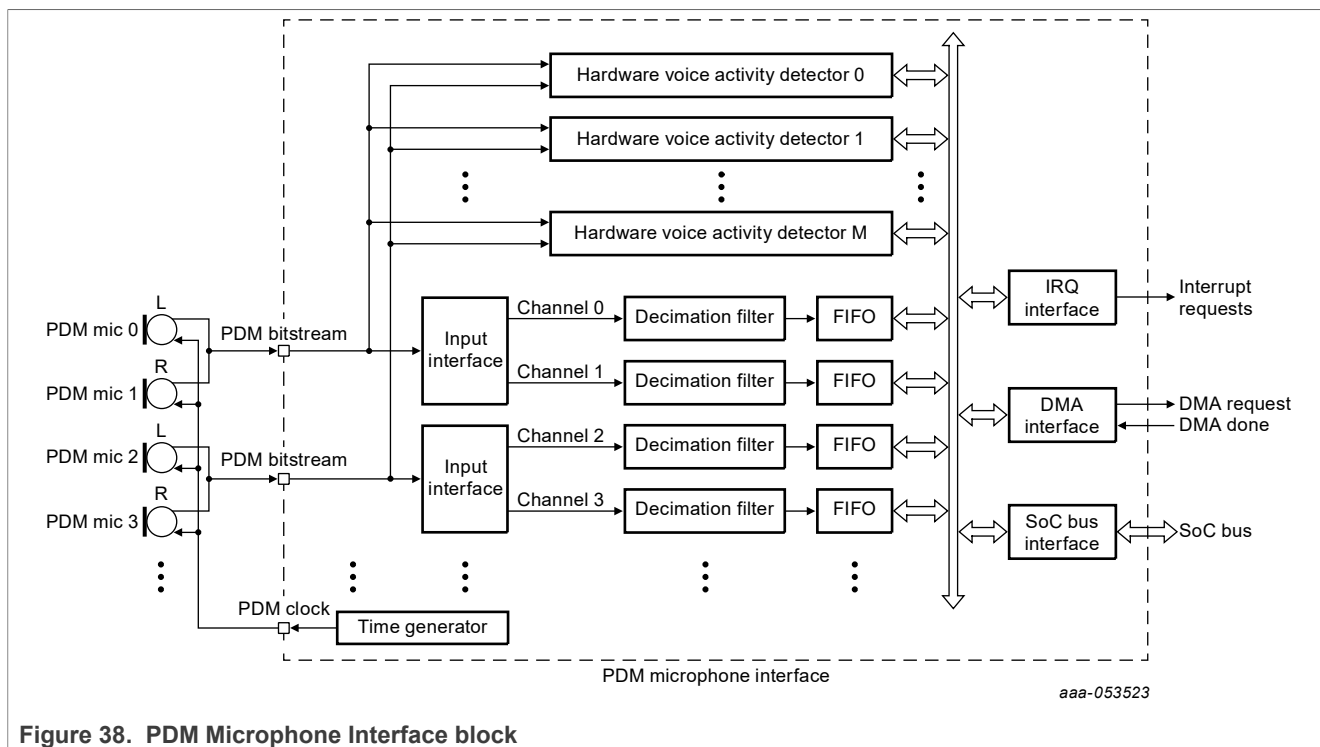 Hardware voice activity detector 0
Hardware voice activity detector 1
Hardware voice activity detector M
L
PDM mic 0
R
PDM mic 1
L
PDM mic 2
R
PDM mic 3
PDM bitstream
PDM bitstream
Input
interface
Input
interface
Channel 0
Channel 1
Channel 2
Channel 3
Decimation filter
Decimation filter
Decimation filter
Decimation filter
FIFO
FIFO
FIFO
FIFO
IRQ
interface
Interrupt
requests
DMA
interface
DMA request
DMA done
SoC bus
interface
SoC bus
PDM clock
Time generator
PDM microphone interface
aaa-053523
Figure 38. PDM Microphone Interface block